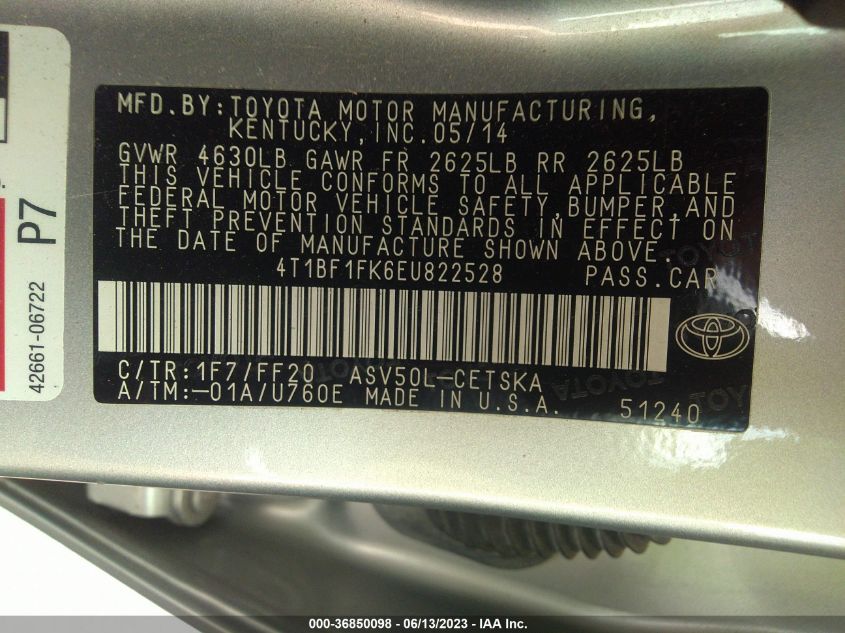 MFD.BY:TOYOTA MOTOR MANUFACTURING,
KENTUCKY,INC.05/14
GVWR 4630LB GAWR FR 2625LB RR 2625LB
THIS VEHICLE CONFORMS TO ALL APPLICABLE
FEDERAL MOTOR VEHICLE SAFETY,BUMPER,AND
THEFT PREVENTION STANDARDS IN EFFECT ON
THE DATE OF MANUFACTURE SHOWN ABOVE.
4T1BF1FK6EU822528 PASS.CAR
C/TR:1F7/FF20 ASV50L-CETSKA
A/TM:-01A/U760E MADE IN U.S.A. 51240
P7
42661-06722
TOYOTA
TOYOTA
TOY
000-36850098 - 06/13/2023 - IAA Inc.